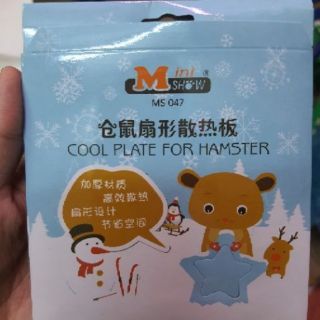 Mini
SHOW
®
MS 047
仓鼠扇形散热板
COOL PLATE FOR HAMSTER
加厚材质
高效散热
扇形设计
节省空间